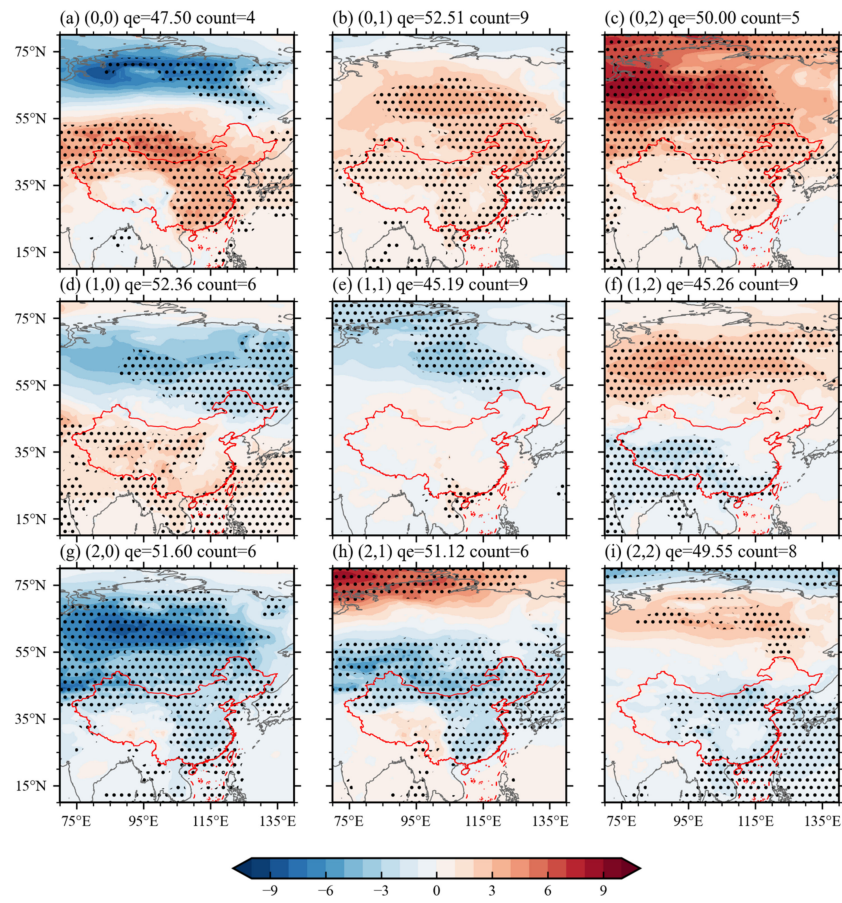 (a) (0,0) qe=47.50 count=4
(b) (0,1) qe=52.51 count=9
(c) (0,2) qe=50.00 count=5
75°N
55°N
35°N
15°N
(d) (1,0) qe=52.36 count=6
(e) (1,1) qe=45.19 count=9
(f) (1,2) qe=45.26 count=9
75°N
55°N
35°N
15°N
(g) (2,0) qe=51.60 count=6
(h) (2,1) qe=51.12 count=6
(i) (2,2) qe=49.55 count=8
75°N
55°N
35°N
15°N
75°E 95°E 115°E 135°E
75°E 95°E 115°E 135°E
75°E 95°E 115°E 135°E
−9 −6 −3 0 3 6 9